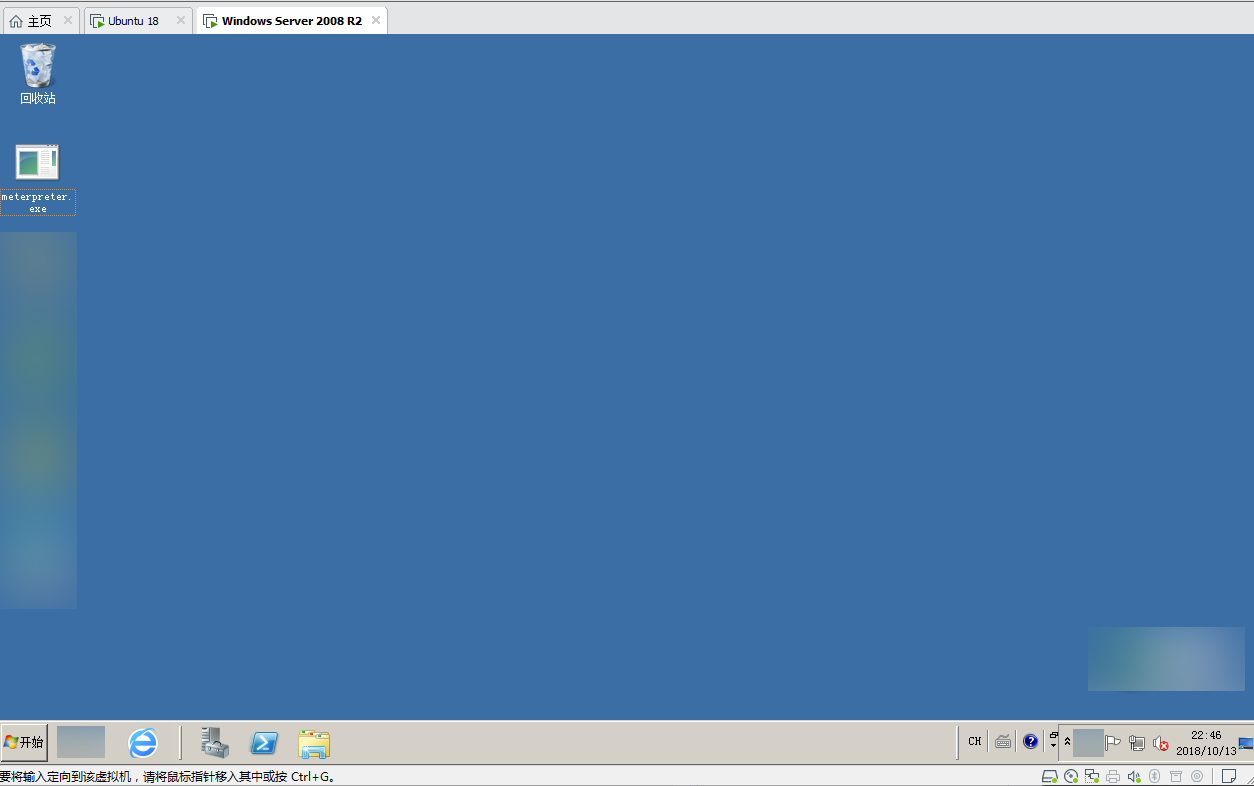 主页
Ubuntu 18
Windows Server 2008 R2
回收站
meterpreter.
exe
开始
CH
22:46
2018/10/13
要将输入定向到该虚拟机，请将鼠标指针移入其中或按 Ctrl+G。